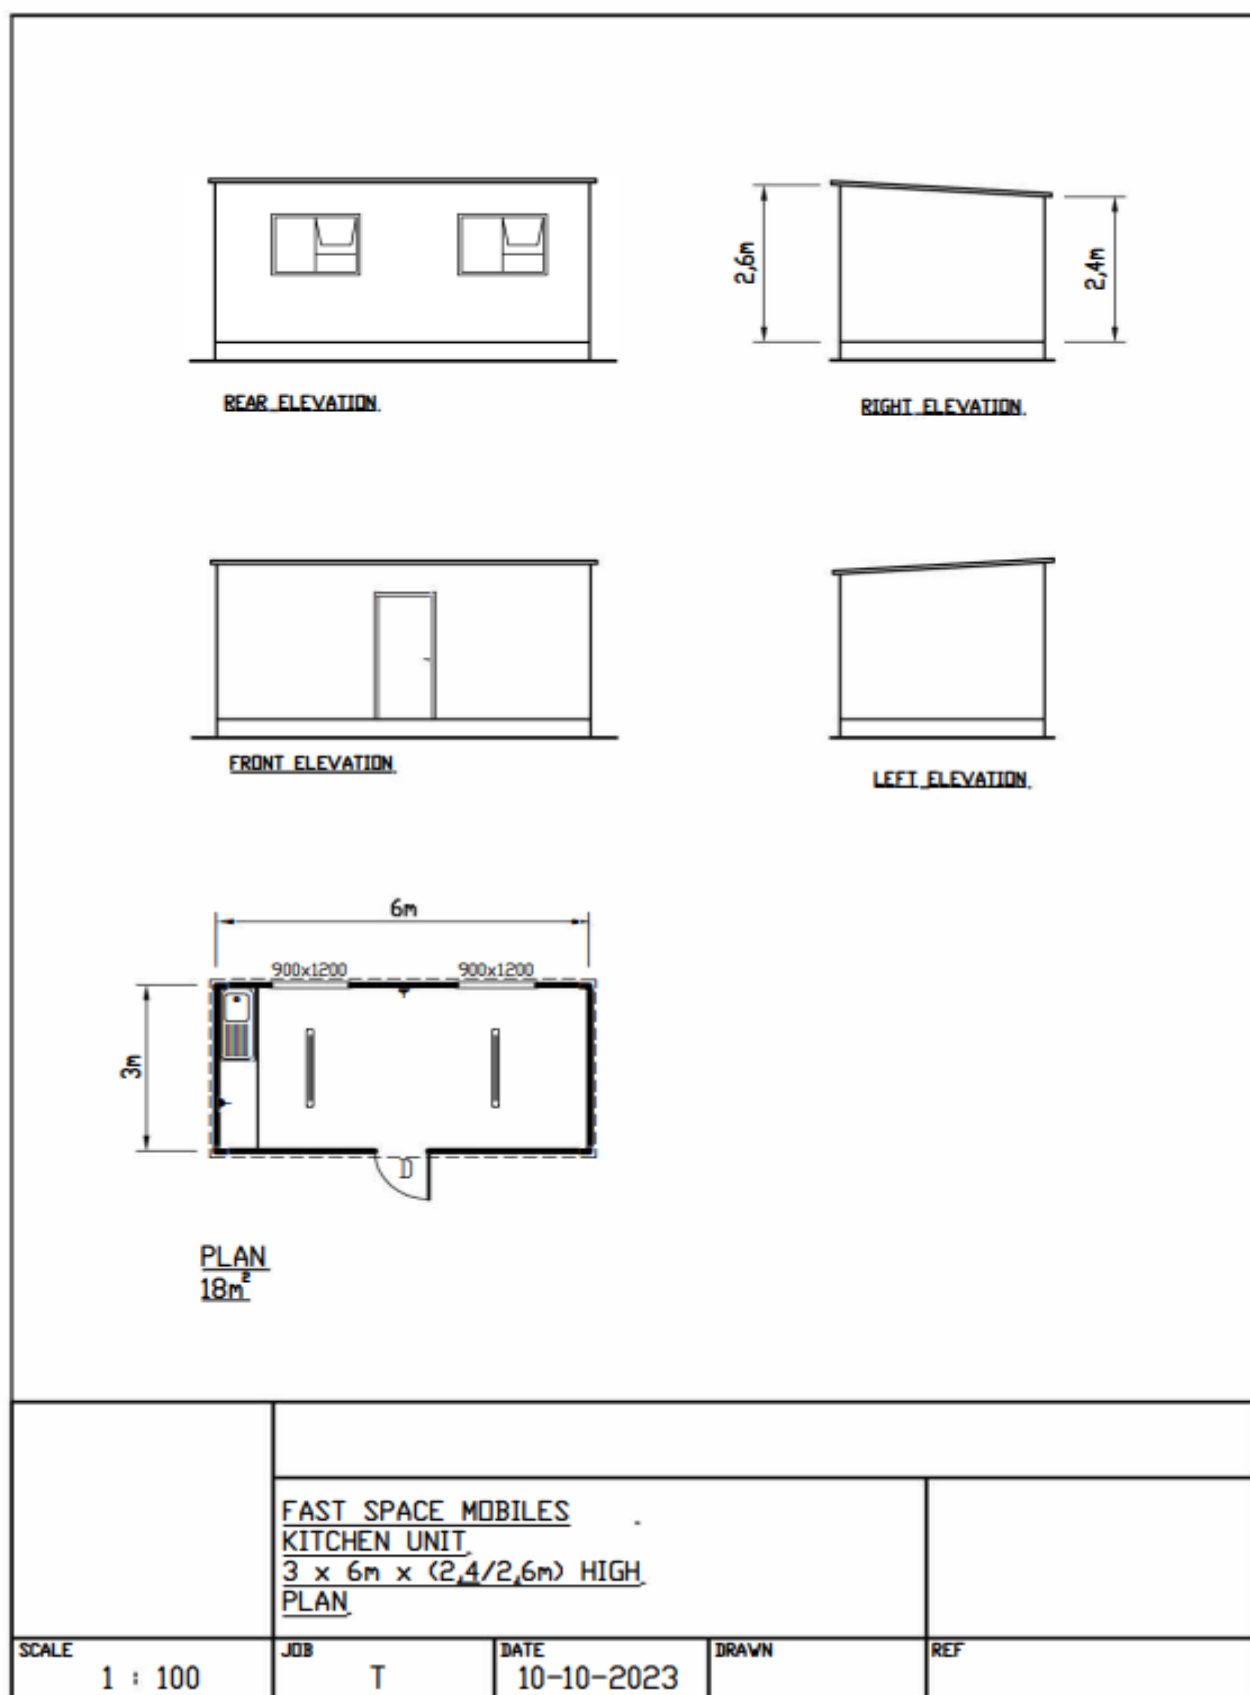 2,6m
2,4m
REAR ELEVATION
RIGHT ELEVATION
FRONT ELEVATION
LEFT ELEVATION
6m
900x1200 900x1200
3m
D
PLAN
18m²
FAST SPACE MOBILES
KITCHEN UNIT
3 x 6m x (2,4/2,6m) HIGH
PLAN
SCALE JOB DATE DRAWN REF
1 : 100 T 10-10-2023